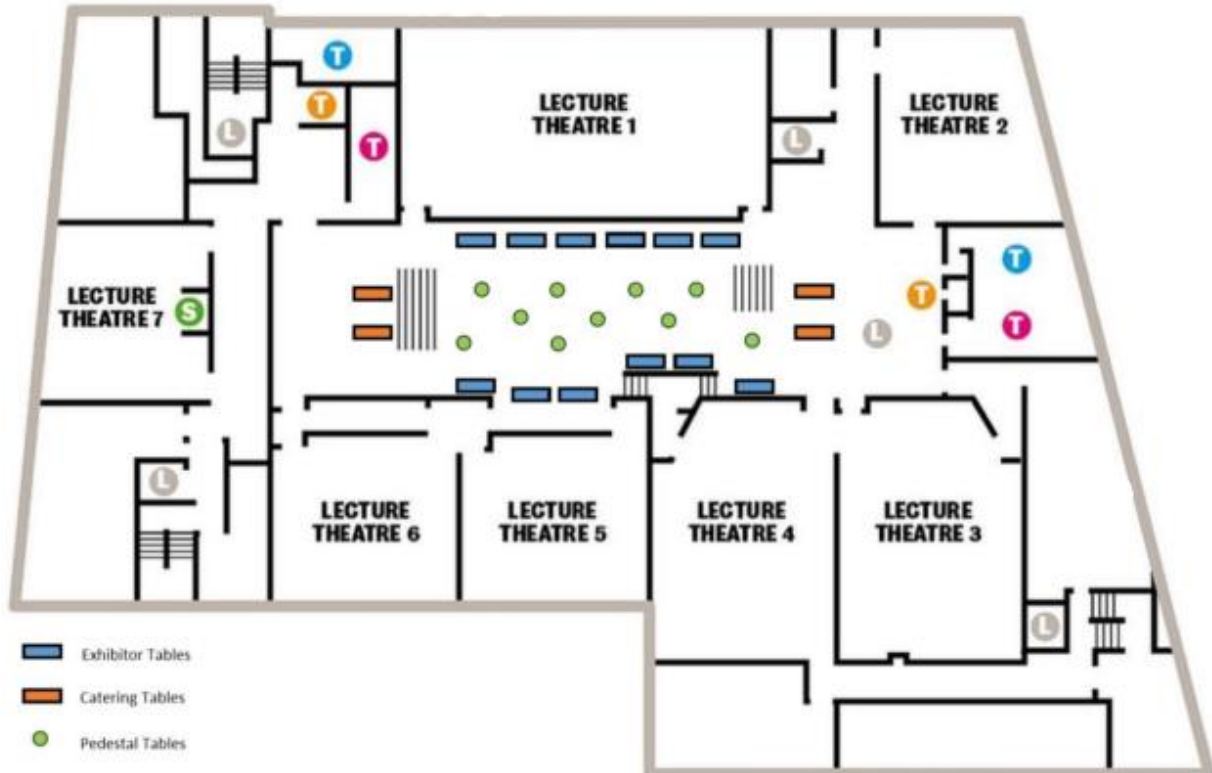 T
LECTURE
THEATRE 1
LECTURE
THEATRE 2
T
L
L
T
LECTURE
THEATRE 7
S
T
T
T
L
L
LECTURE
THEATRE 6
LECTURE
THEATRE 5
LECTURE
THEATRE 4
LECTURE
THEATRE 3
L
Exhibitor Tables
Catering Tables
Pedestal Tables